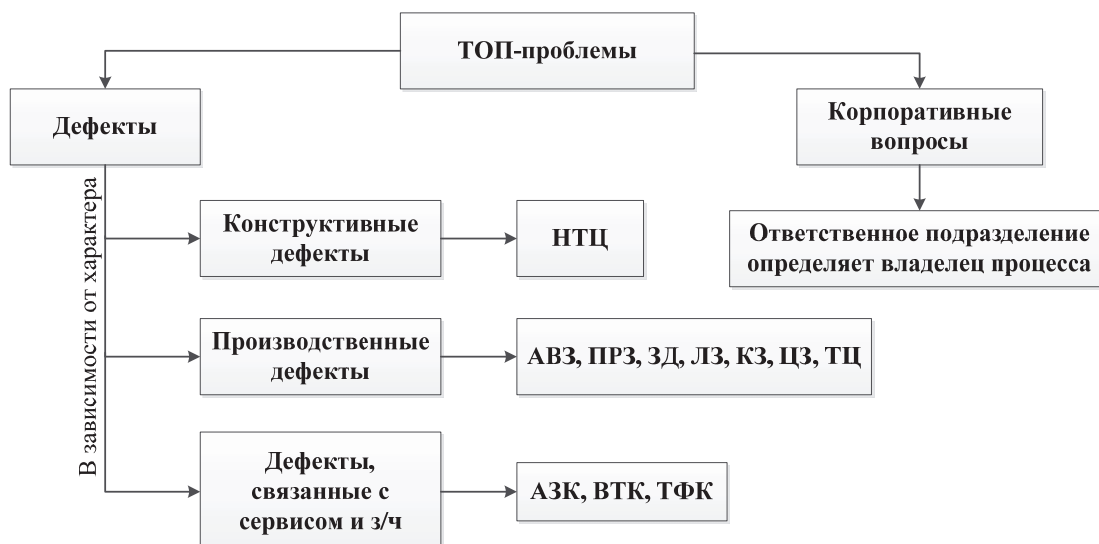 ТОП-проблемы
Дефекты
Корпоративные
вопросы
В зависимости от характера
Конструктивные
дефекты
НТЦ
Ответственное подразделение
определяет владелец процесса
Производственные
дефекты
АВЗ, ПРЗ, ЗД, ЛЗ, КЗ, ЦЗ, ТЦ
Дефекты,
связанные с
сервисом и з/ч
АЗК, ВТК, ТФК